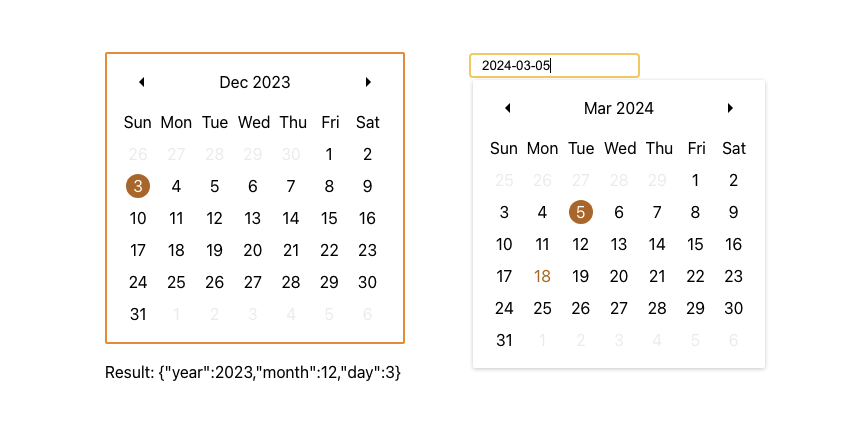 Dec 2023
Sun Mon Tue Wed Thu Fri Sat
26 27 28 29 30 1 2
3 4 5 6 7 8 9
10 11 12 13 14 15 16
17 18 19 20 21 22 23
24 25 26 27 28 29 30
31 1 2 3 4 5 6
Result: {"year":2023,"month":12,"day":3}
2024-03-05
Mar 2024
Sun Mon Tue Wed Thu Fri Sat
25 26 27 28 29 1 2
3 4 5 6 7 8 9
10 11 12 13 14 15 16
17 18 19 20 21 22 23
24 25 26 27 28 29 30
31 1 2 3 4 5 6